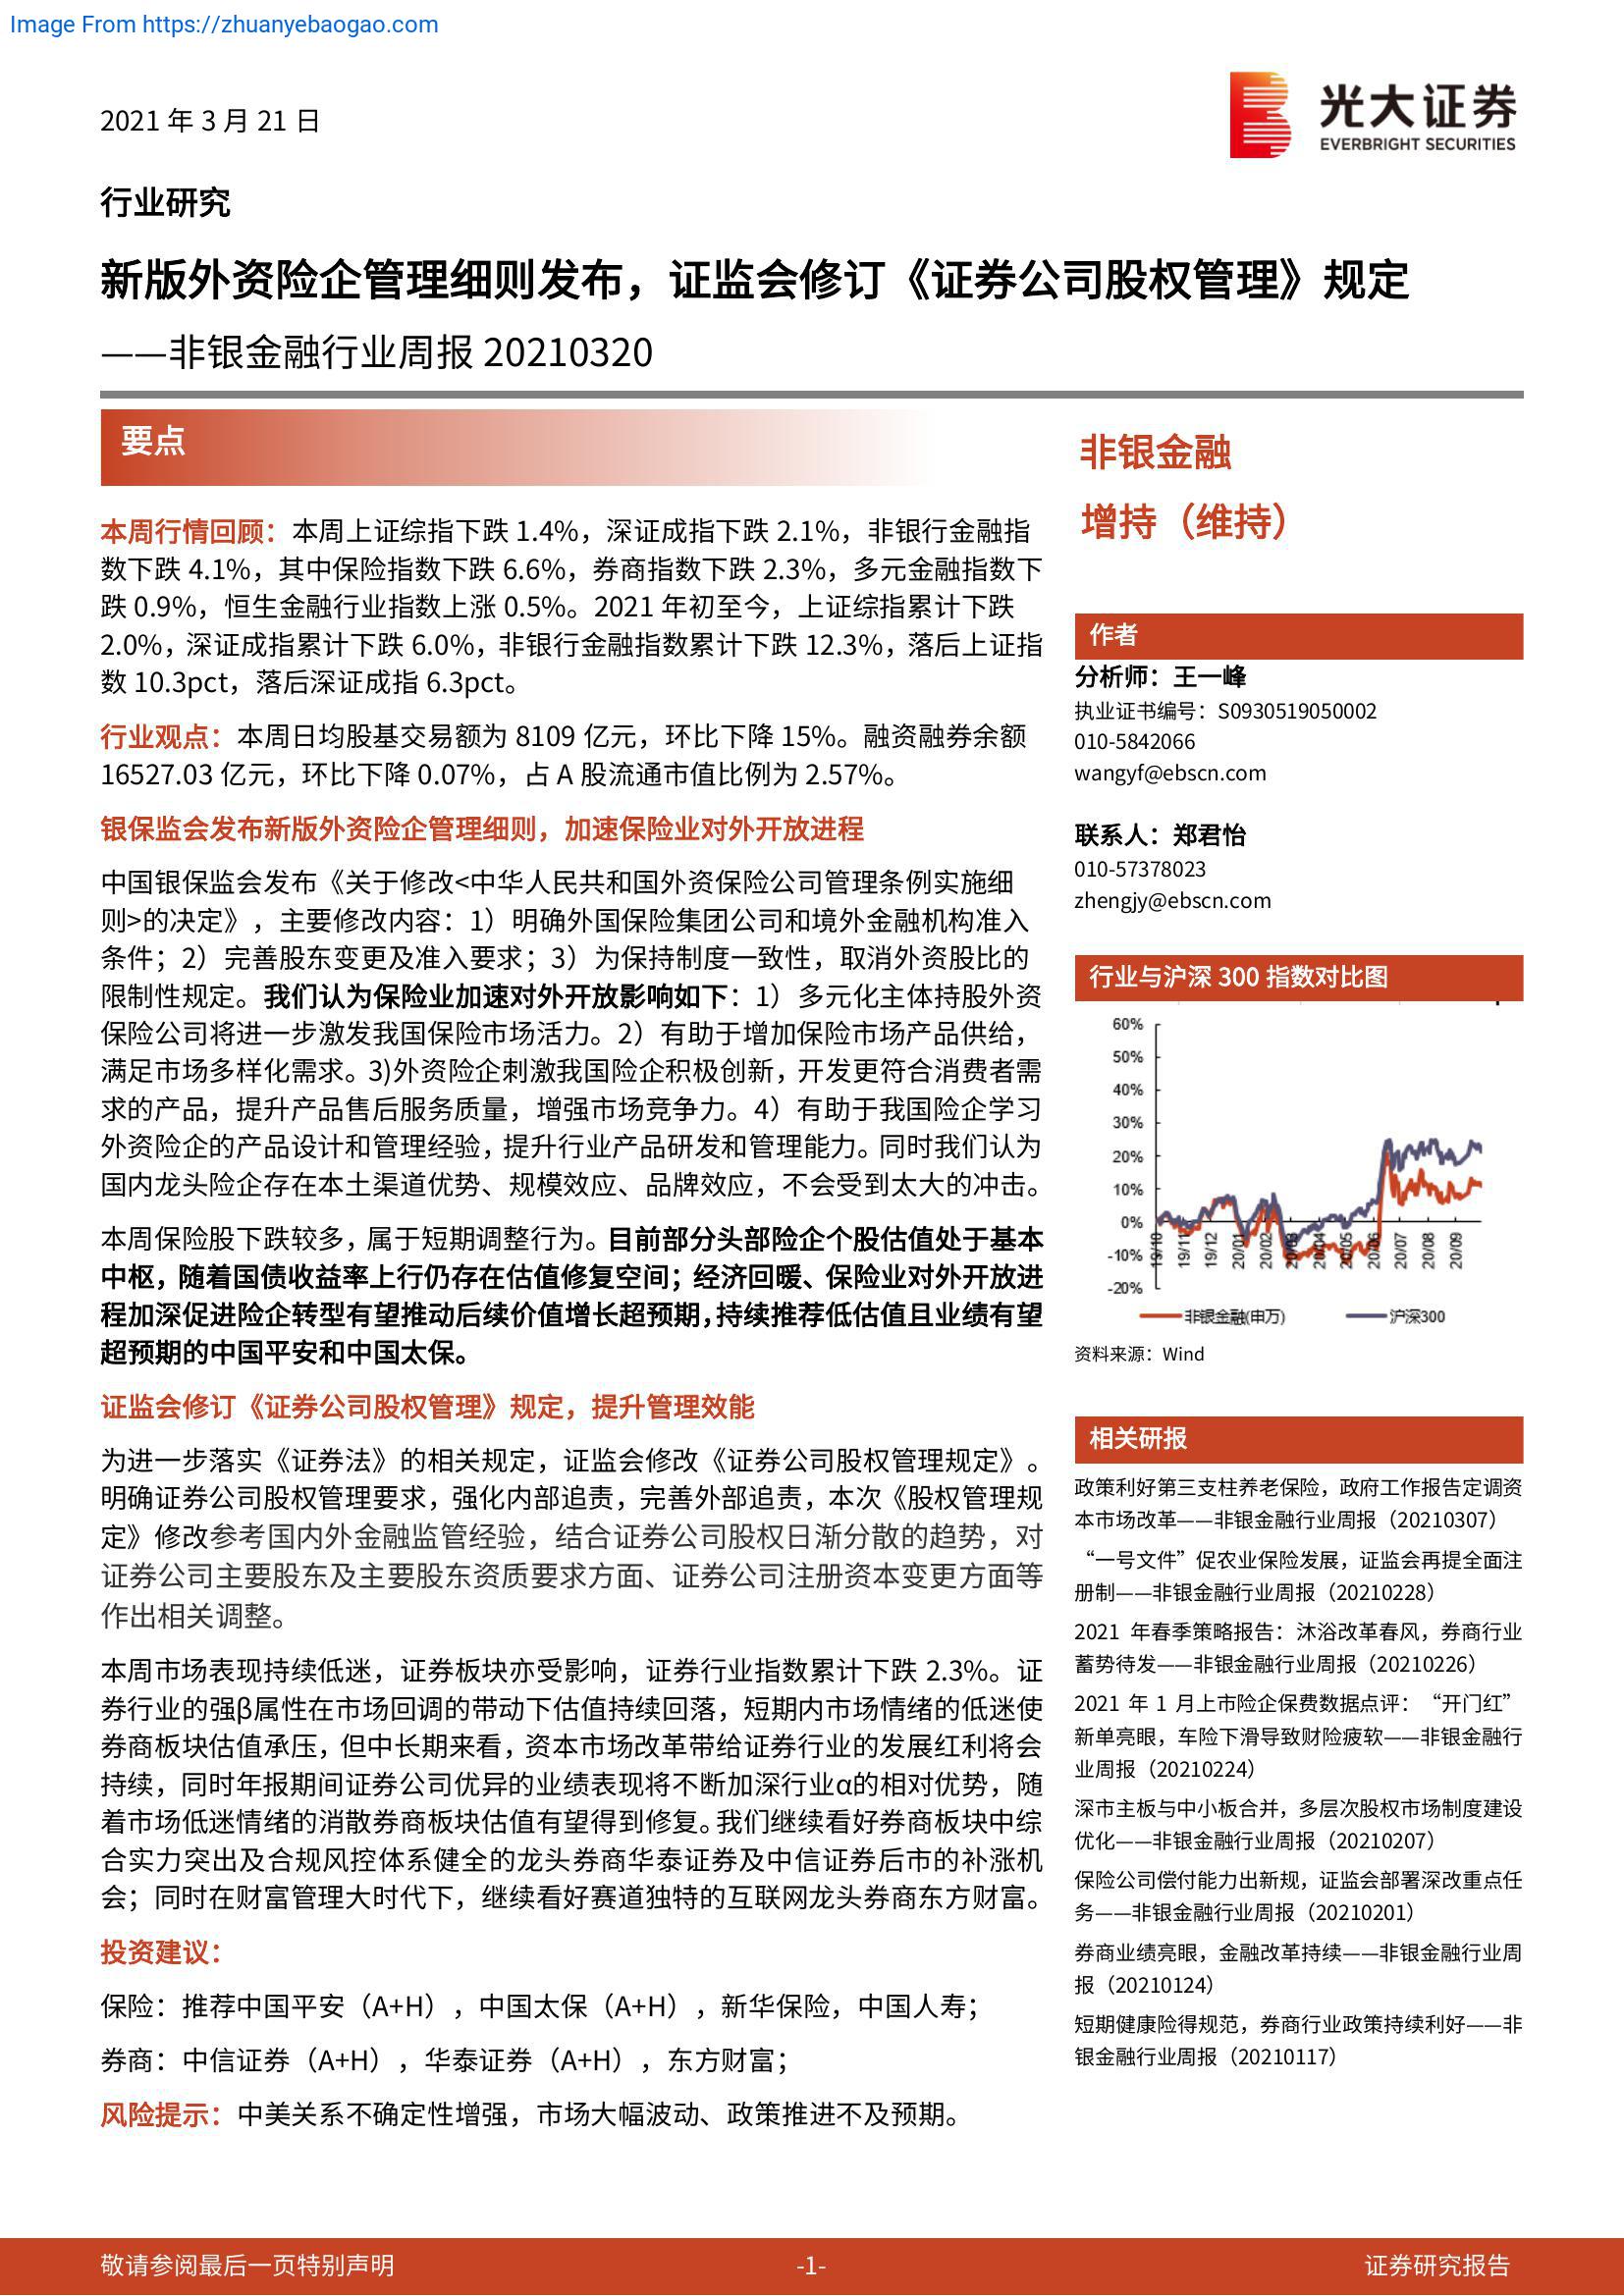 Image From https://zhuanyebaogao.com
2021 年 3 月 21 日
光大证券
EVERBRIGHT SECURITIES
行业研究
新版外资险企管理细则发布，证监会修订《证券公司股权管理》规定
——非银金融行业周报 20210320
要点
本周行情回顾：本周上证综指下跌 1.4%，深证成指下跌 2.1%，非银行金融指
数下跌 4.1%，其中保险指数下跌 6.6%，券商指数下跌 2.3%，多元金融指数下
跌 0.9%，恒生金融行业指数上涨 0.5%。2021 年初至今，上证综指累计下跌
2.0%，深证成指累计下跌 6.0%，非银行金融指数累计下跌 12.3%，落后上证指
数 10.3pct，落后深证成指 6.3pct。
行业观点：本周日均股基交易额为 8109 亿元，环比下降 15%。融资融券余额
16527.03 亿元，环比下降 0.07%，占 A 股流通市值比例为 2.57%。
银保监会发布新版外资险企管理细则，加速保险业对外开放进程
中国银保监会发布《关于修改<中华人民共和国外资保险公司管理条例实施细
则>的决定》，主要修改内容：1）明确外国保险集团公司和境外金融机构准入
条件；2）完善股东变更及准入要求；3）为保持制度一致性，取消外资股比的
限制性规定。我们认为保险业加速对外开放影响如下：1）多元化主体持股外资
保险公司将进一步激发我国保险市场活力。2）有助于增加保险市场产品供给，
满足市场多样化需求。3)外资险企刺激我国险企积极创新，开发更符合消费者需
求的产品，提升产品售后服务质量，增强市场竞争力。4）有助于我国险企学习
外资险企的产品设计和管理经验，提升行业产品研发和管理能力。同时我们认为
国内龙头险企存在本土渠道优势、规模效应、品牌效应，不会受到太大的冲击。
本周保险股下跌较多，属于短期调整行为。目前部分头部险企个股估值处于基本
中枢，随着国债收益率上行仍存在估值修复空间；经济回暖、保险业对外开放进
程加深促进险企转型有望推动后续价值增长超预期，持续推荐低估值且业绩有望
超预期的中国平安和中国太保。
证监会修订《证券公司股权管理》规定，提升管理效能
为进一步落实《证券法》的相关规定，证监会修改《证券公司股权管理规定》。
明确证券公司股权管理要求，强化内部追责，完善外部追责，本次《股权管理规
定》修改参考国内外金融监管经验，结合证券公司股权日渐分散的趋势，对
证券公司主要股东及主要股东资质要求方面、证券公司注册资本变更方面等
作出相关调整。
本周市场表现持续低迷，证券板块亦受影响，证券行业指数累计下跌 2.3%。证
券行业的强β属性在市场回调的带动下估值持续回落，短期内市场情绪的低迷使
券商板块估值承压，但中长期来看，资本市场改革带给证券行业的发展红利将会
持续，同时年报期间证券公司优异的业绩表现将不断加深行业α的相对优势，随
着市场低迷情绪的消散券商板块估值有望得到修复。我们继续看好券商板块中综
合实力突出及合规风控体系健全的龙头券商华泰证券及中信证券后市的补涨机
会；同时在财富管理大时代下，继续看好赛道独特的互联网龙头券商东方财富。
投资建议：
保险：推荐中国平安（A+H），中国太保（A+H），新华保险，中国人寿；
券商：中信证券（A+H），华泰证券（A+H），东方财富；
风险提示：中美关系不确定性增强，市场大幅波动、政策推进不及预期。
非银金融
增持（维持）
作者
分析师：王一峰
执业证书编号：S0930519050002
010-5842066
wangyf@ebscn.com
联系人：郑君怡
010-57378023
zhengjy@ebscn.com
行业与沪深 300 指数对比图
60%
50%
40%
30%
20%
10%
0%
-10%
-20%
19/10 19/11 19/12 20/01 20/02 20/03 20/04 20/05 20/06 20/07 20/08 20/09
非银金融(申万) 沪深300
资料来源：Wind
相关研报
政策利好第三支柱养老保险，政府工作报告定调资
本市场改革——非银金融行业周报（20210307）
“一号文件”促农业保险发展，证监会再提全面注
册制——非银金融行业周报（20210228）
2021 年春季策略报告：沐浴改革春风，券商行业
蓄势待发——非银金融行业周报（20210226）
2021 年 1 月上市险企保费数据点评：“开门红”
新单亮眼，车险下滑导致财险疲软——非银金融行
业周报（20210224）
深市主板与中小板合并，多层次股权市场制度建设
优化——非银金融行业周报（20210207）
保险公司偿付能力出新规，证监会部署深改重点任
务——非银金融行业周报（20210201）
券商业绩亮眼，金融改革持续——非银金融行业周
报（20210124）
短期健康险得规范，券商行业政策持续利好——非
银金融行业周报（20210117）
敬请参阅最后一页特别声明
-1-
证券研究报告